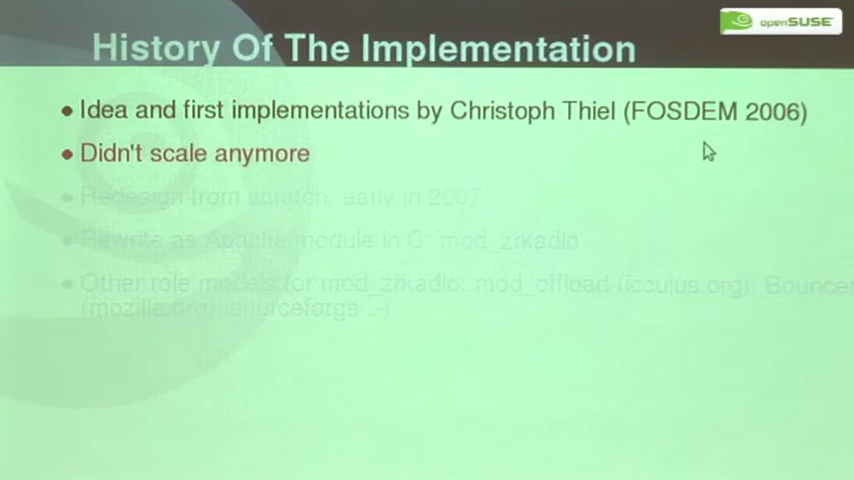 openSUSE
History Of The Implementation
Idea and first implementations by Christoph Thiel (FOSDEM 2006)
Didn't scale anymore
Redesign from scratch, early in 2007
Rewrite as Apache module in C: mod_zrkadlo
Other role models for mod_zrkadlo: mod_offload (icculus.org), Bouncer
(mozilla.org), sourceforge :-)